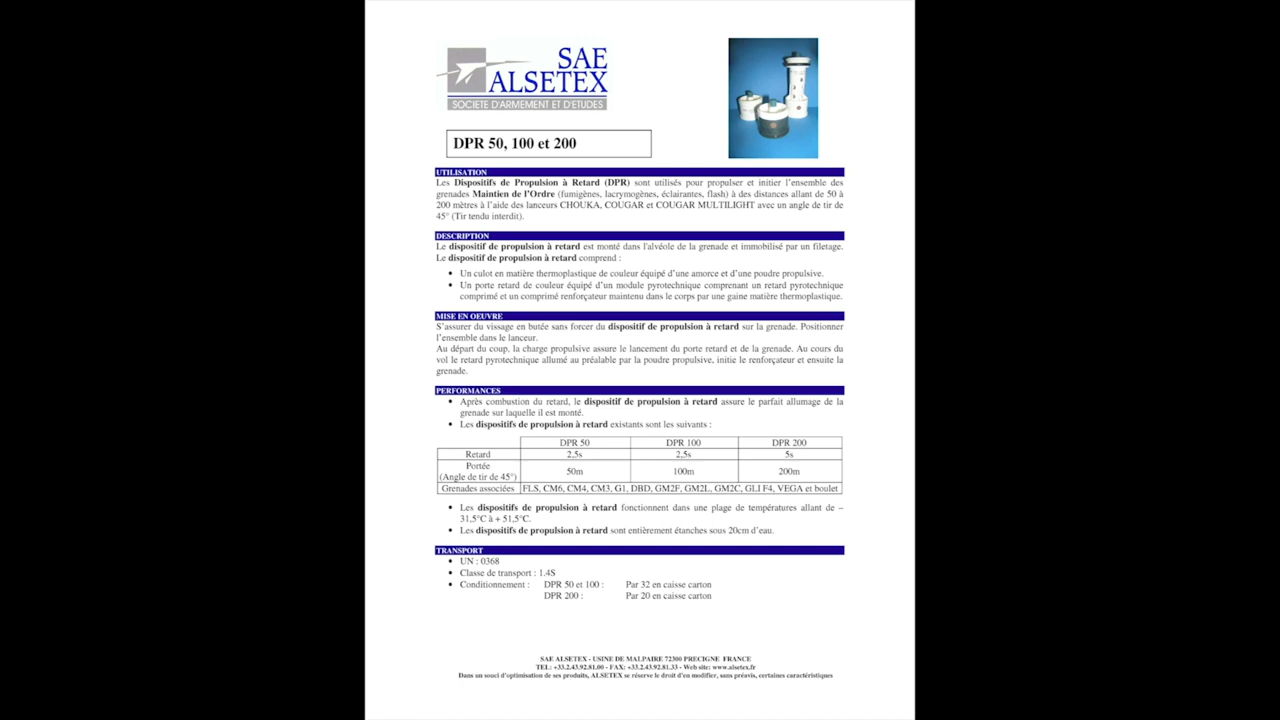 SAE
ALSETEX
SOCIETE D'ARMEMENT ET D'ETUDES
DPR 50, 100 et 200
UTILISATION
Les Dispositifs de Propulsion à Retard (DPR) sont utilisés pour propulser et initier l'ensemble des
grenades Maintien de l'Ordre (fumigènes, lacrymogènes, éclairantes, flash) à des distances allant de 50 à
200 mètres à l'aide des lanceurs CHOUKA, COUGAR et COUGAR MULTILIGHT avec un angle de tir de
45° (Tir tendu interdit).
DESCRIPTION
Le dispositif de propulsion à retard est monté dans l'alvéole de la grenade et immobilisé par un filetage.
Le dispositif de propulsion à retard comprend :
• Un culot en matière thermoplastique de couleur équipé d'une amorce et d'une poudre propulsive.
• Un porte retard de couleur équipé d'un module pyrotechnique comprenant un retard pyrotechnique
comprimé et un comprimé renforçateur maintenu dans le corps par une gaine matière thermoplastique.
MISE EN OEUVRE
S'assurer du vissage en butée sans forcer du dispositif de propulsion à retard sur la grenade. Positionner
l'ensemble dans le lanceur.
Au départ du coup, la charge propulsive assure le lancement du porte retard et de la grenade. Au cours du
vol le retard pyrotechnique allumé au préalable par la poudre propulsive, initie le renforçateur et ensuite la
grenade.
PERFORMANCES
• Après combustion du retard, le dispositif de propulsion à retard assure le parfait allumage de la
grenade sur laquelle il est monté.
• Les dispositifs de propulsion à retard existants sont les suivants :
DPR 50 DPR 100 DPR 200
Retard 2,5s 2,5s 5s
Portée
(Angle de tir de 45°) 50m 100m 200m
Grenades associées FLS, CM6, CM4, CM3, G1, DBD, GM2F, GM2L, GM2C, GLI F4, VEGA et boulet
• Les dispositifs de propulsion à retard fonctionnent dans une plage de températures allant de –
31,5°C à + 51,5°C.
• Les dispositifs de propulsion à retard sont entièrement étanches sous 20cm d'eau.
TRANSPORT
• UN : 0368
• Classe de transport : 1.4S
• Conditionnement : DPR 50 et 100 : Par 32 en caisse carton
DPR 200 : Par 20 en caisse carton
SAE ALSETEX - USINE DE MALPAIRE 72300 PRECIGNE FRANCE
TEL: +33.2.43.92.81.00 - FAX: +33.2.43.92.81.33 - Web site: www.alsetex.fr
Dans un souci d'optimisation de ses produits, ALSETEX se réserve le droit d'en modifier, sans préavis, certaines caractéristiques